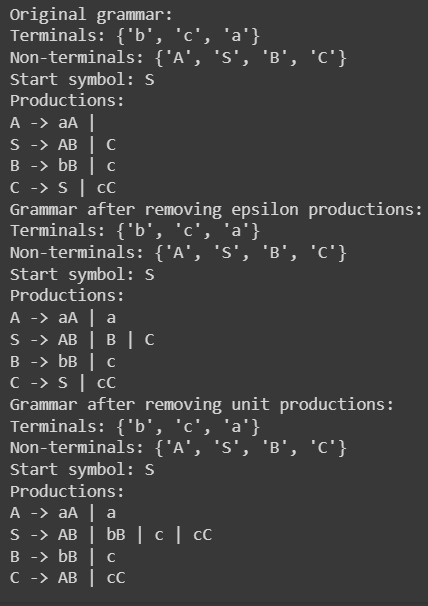 Original grammar:
Terminals: {'b', 'c', 'a'}
Non-terminals: {'A', 'S', 'B', 'C'}
Start symbol: S
Productions:
A -> aA |
S -> AB | C
B -> bB | c
C -> S | cC
Grammar after removing epsilon productions:
Terminals: {'b', 'c', 'a'}
Non-terminals: {'A', 'S', 'B', 'C'}
Start symbol: S
Productions:
A -> aA | a
S -> AB | B | C
B -> bB | c
C -> S | cC
Grammar after removing unit productions:
Terminals: {'b', 'c', 'a'}
Non-terminals: {'A', 'S', 'B', 'C'}
Start symbol: S
Productions:
A -> aA | a
S -> AB | bB | c | cC
B -> bB | c
C -> AB | cC